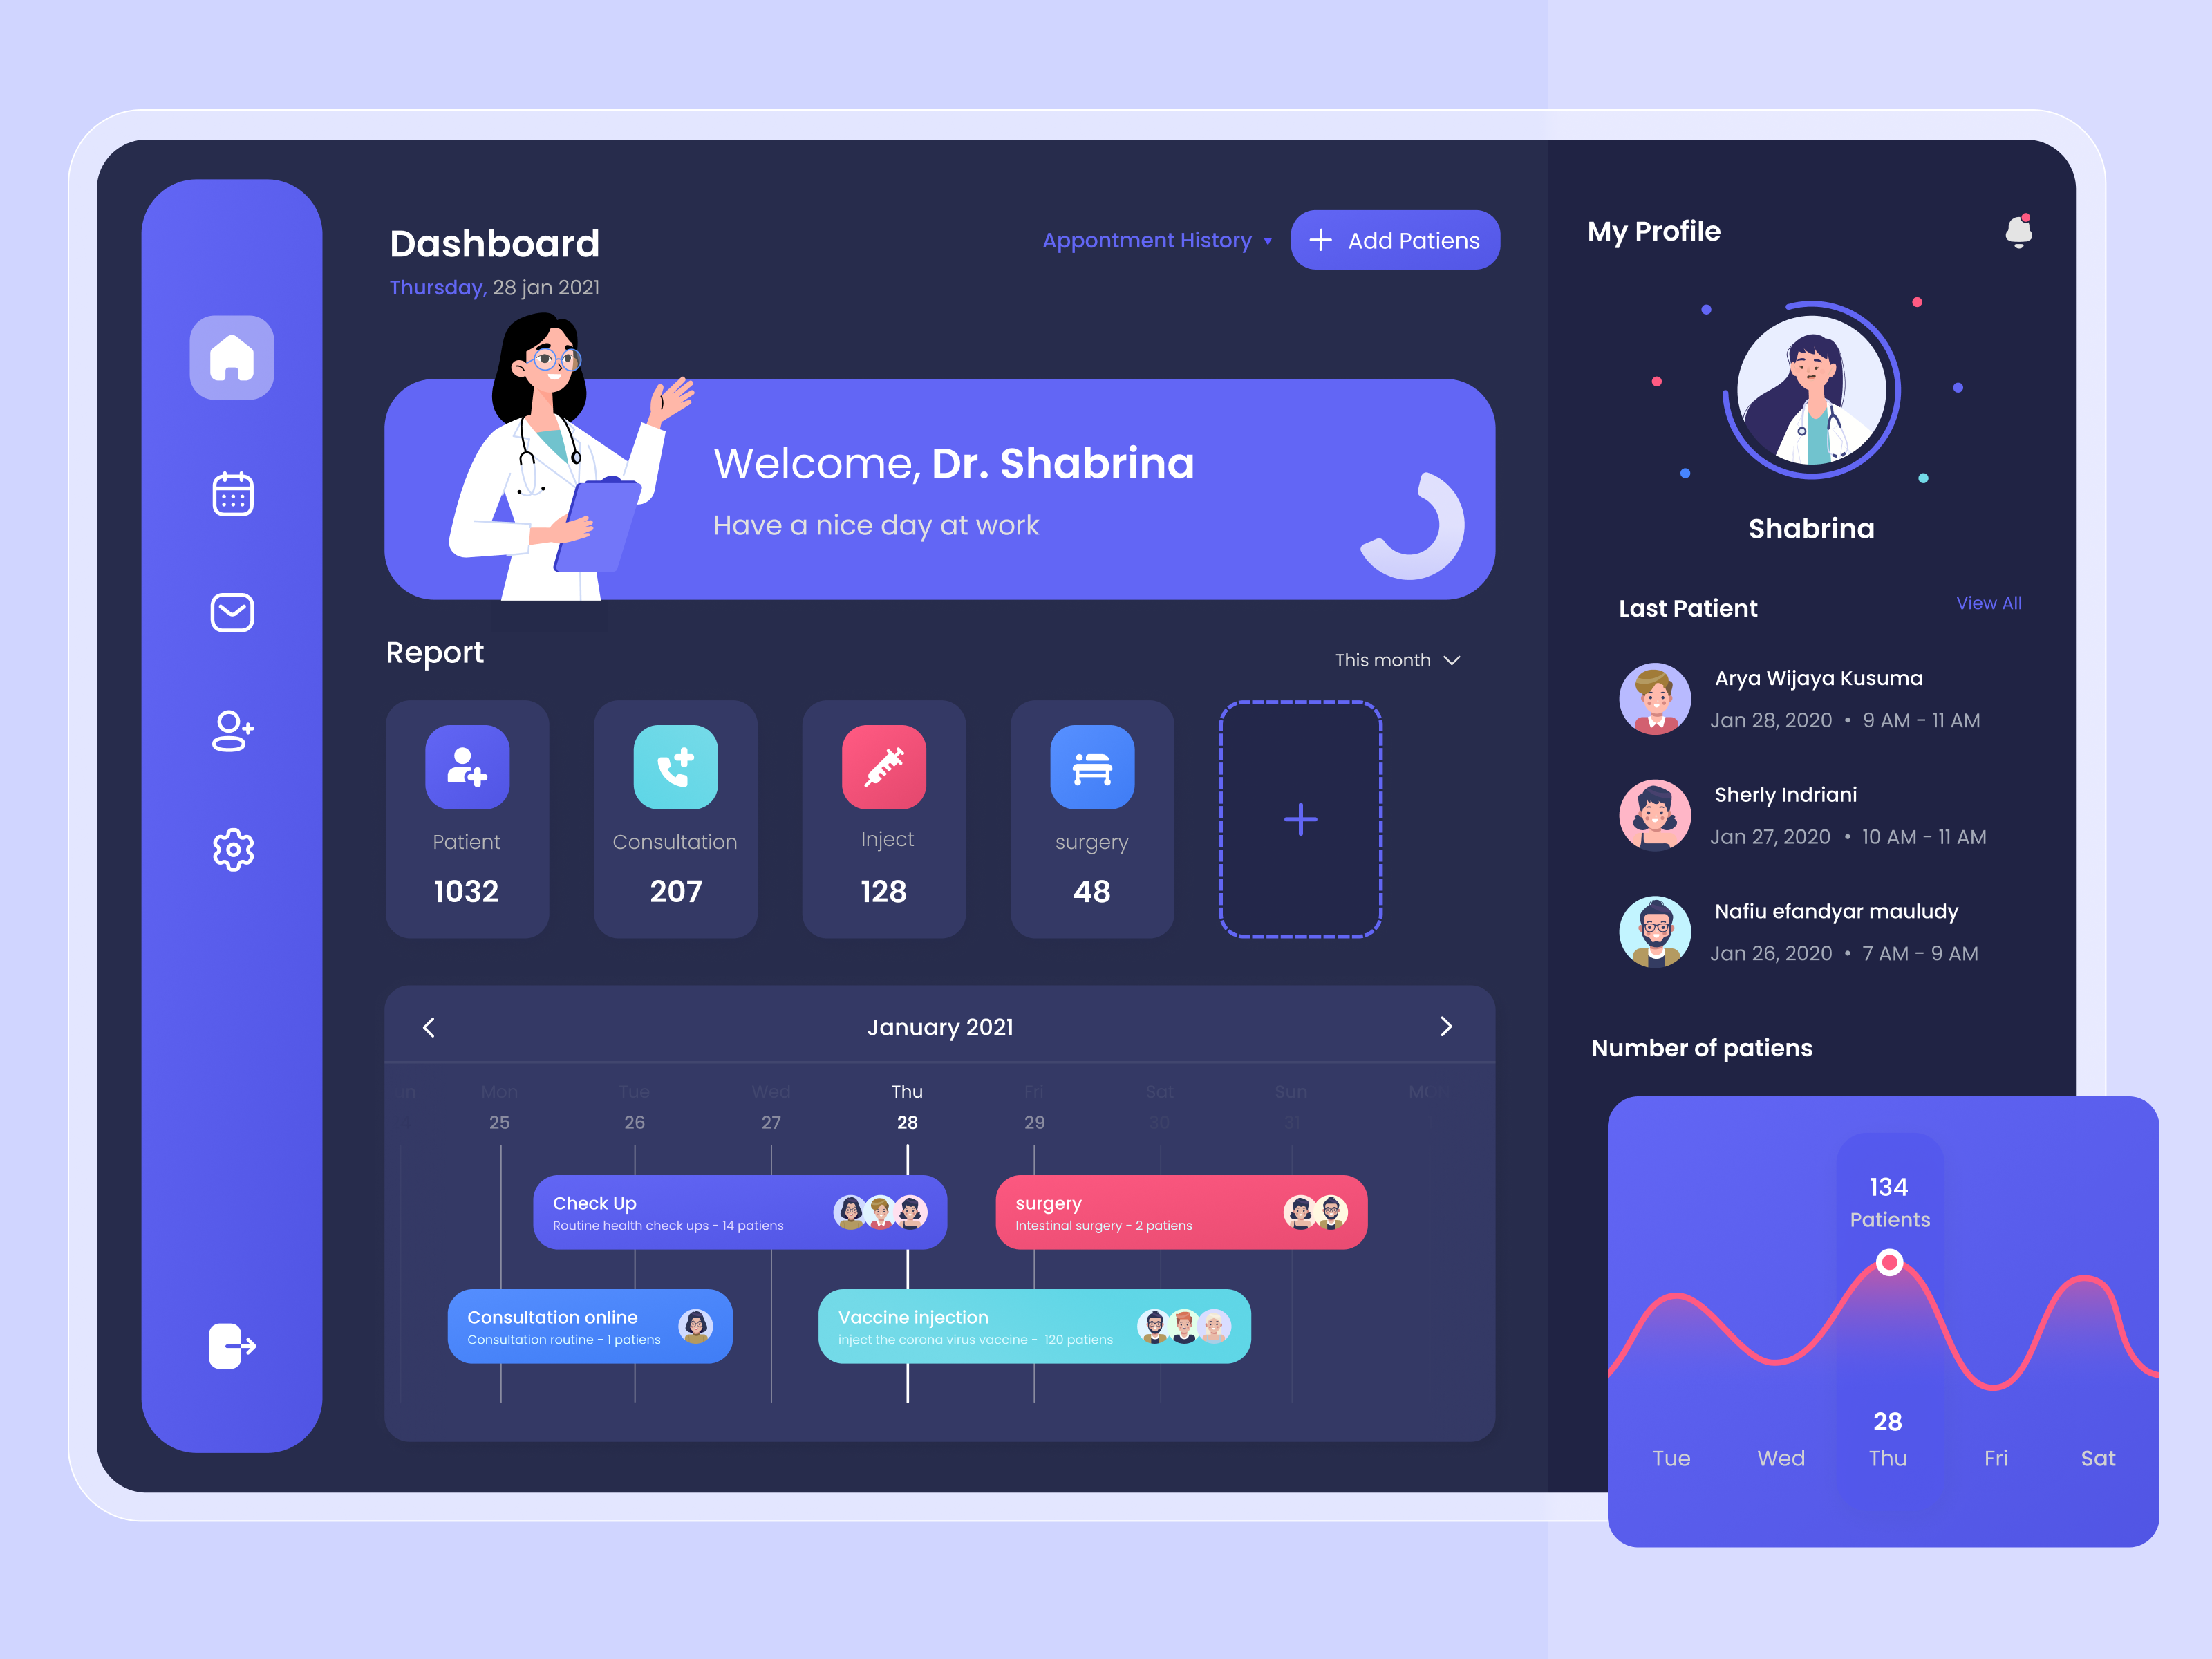 Dashboard
Thursday, 28 jan 2021
Appontment History
Add Patiens
Welcome, Dr. Shabrina
Have a nice day at work
Report
This month
Patient
1032
Consultation
207
Inject
128
surgery
48
January 2021
Mon Tue Wed Thu Fri Sat Sun
25 26 27 28 29 30 31
Check Up
Routine health check ups - 14 patiens
surgery
Intestinal surgery - 2 patiens
Consultation online
Consultation routine - 1 patiens
Vaccine injection
inject the corona virus vaccine - 120 patiens
My Profile
Shabrina
Last Patient
View All
Arya Wijaya Kusuma
Jan 28, 2020 • 9 AM - 11 AM
Sherly Indriani
Jan 27, 2020 • 10 AM - 11 AM
Nafiu efandyar mauludy
Jan 26, 2020 • 7 AM - 9 AM
Number of patiens
134
Patients
28
Tue Wed Thu Fri Sat